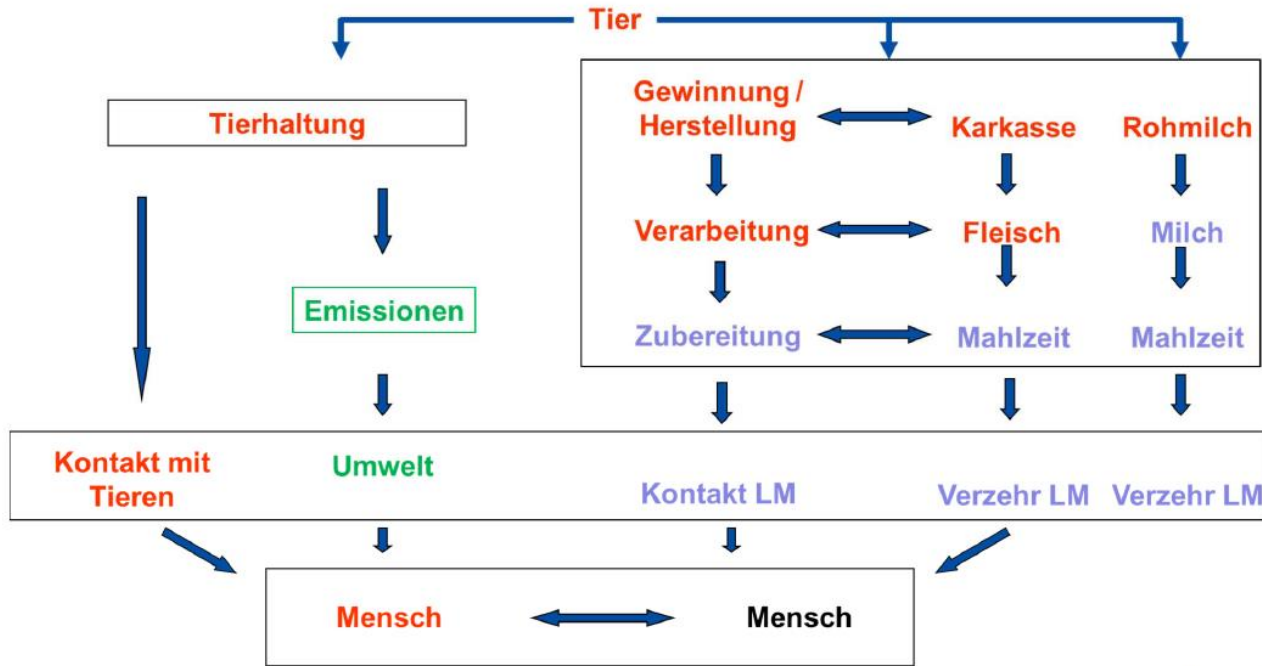 Tier
Tierhaltung
Gewinnung /
Herstellung
Karkasse
Rohmilch
Verarbeitung
Fleisch
Milch
Emissionen
Zubereitung
Mahlzeit
Mahlzeit
Kontakt mit
Tieren
Umwelt
Kontakt LM
Verzehr LM
Verzehr LM
Mensch
Mensch